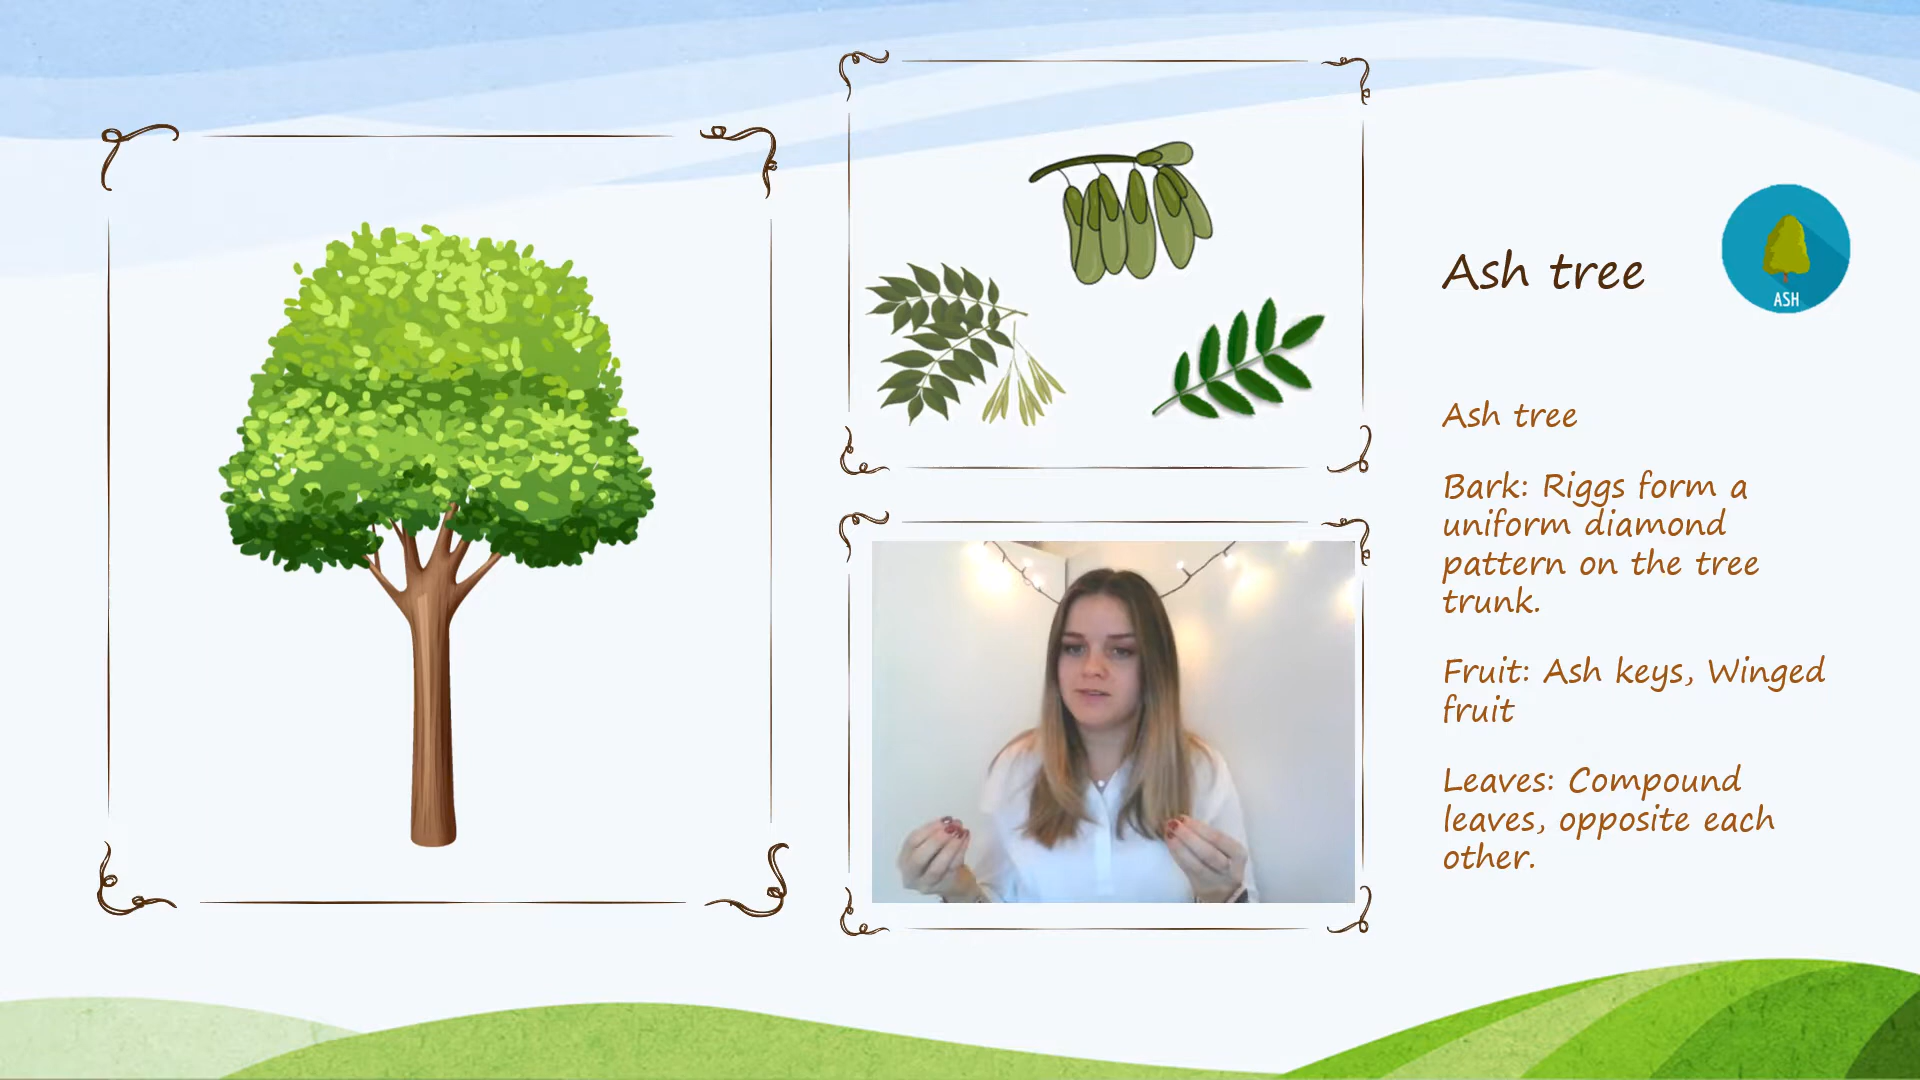 Ash tree
ASH
Ash tree
Bark: Riggs form a
uniform diamond
pattern on the tree
trunk.
Fruit: Ash keys, Winged
fruit
Leaves: Compound
leaves, opposite each
other.